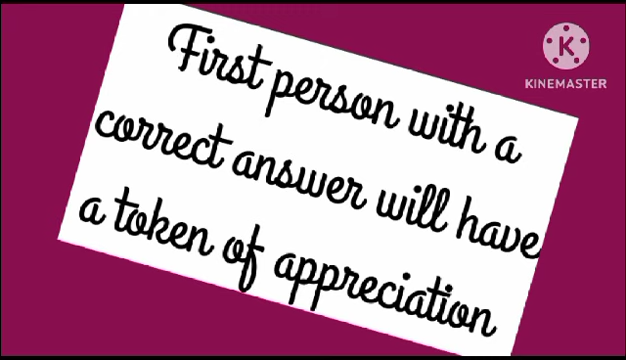 First person with a
correct answer will have
a token of appreciation
K
KINEMASTER